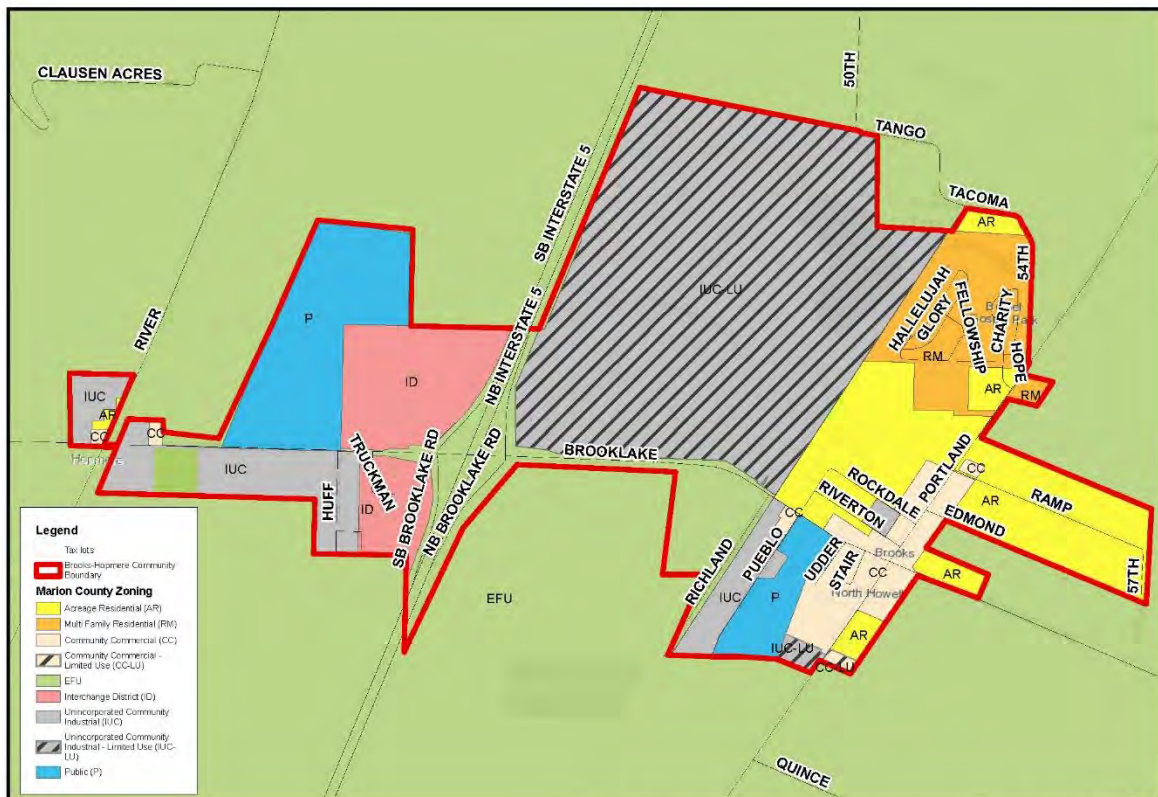 CLAUSEN ACRES
50TH
TANGO
TACOMA
AR
SB INTERSTATE 5
54TH
RIVER
P
IUC-LU
HALLELUJAH
GLORY
FELLOWSHIP
CHARITY
HOPE
NB INTERSTATE 5
ID
RM
IUC
AR
AR
RM
CC
CC
BROOKLAKE
IUC
TRUCKMAN
HUFF
ID
SB BROOKLAKE RD
NB BROOKLAKE RD
PORTLAND
CC
ROCKDALE
RIVERTON
AR
RAMP
EDMOND
CC
PUEBLO
UDDER
STAIR
Brooks
CC
North Howell
57TH
RICHLAND
EFU
IUC
P
AR
AR
IUC-LU
CC-LU
QUINCE
Legend
Tax lots
Brooks-Hopmere Community
Boundary
Marion County Zoning
Acreage Residential (AR)
Multi Family Residential (RM)
Community Commercial (CC)
Community Commercial -
Limited Use (CC-LU)
EFU
Interchange District (ID)
Unincorporated Community
Industrial (IUC)
Unincorporated Community
Industrial - Limited Use (IUC-
LU)
Public (P)